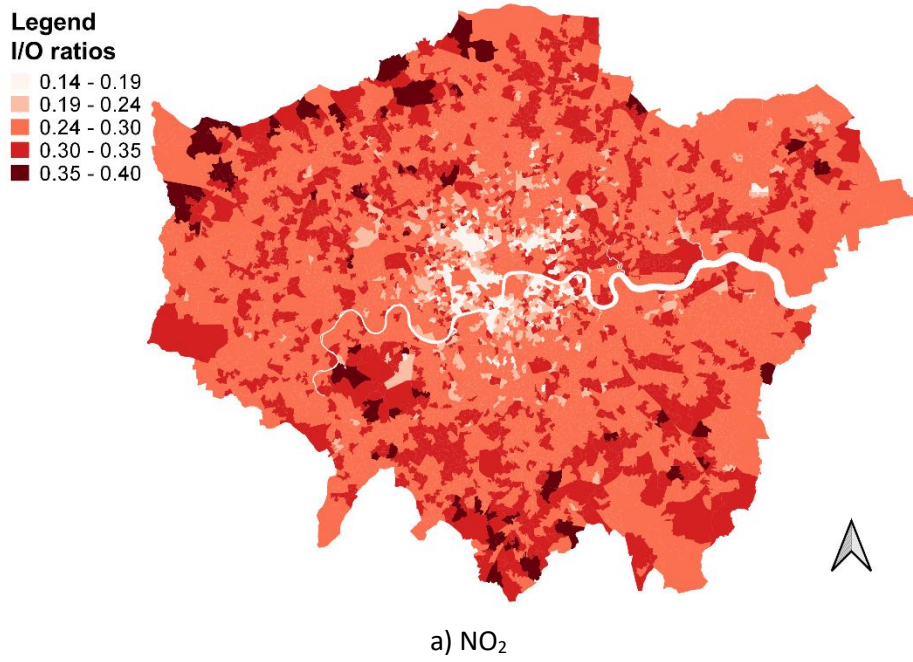 Legend
I/O ratios
0.14 - 0.19
0.19 - 0.24
0.24 - 0.30
0.30 - 0.35
0.35 - 0.40
a) NO₂